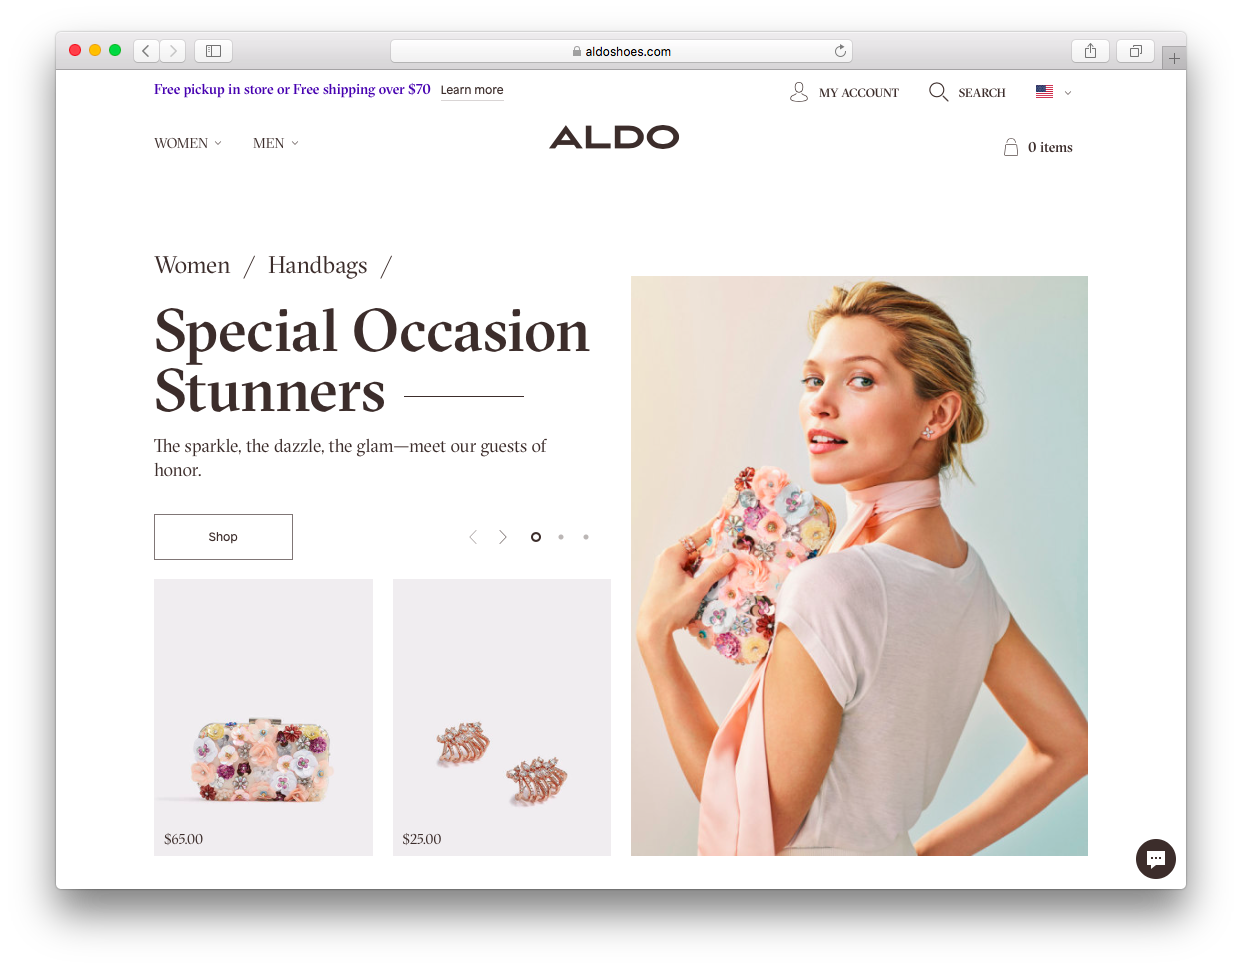 aldoshoes.com
Free pickup in store or Free shipping over $70 Learn more
MY ACCOUNT
SEARCH
WOMEN
MEN
ALDO
0 items
Women / Handbags /
Special Occasion
Stunners
The sparkle, the dazzle, the glam—meet our guests of
honor.
Shop
$65.00
$25.00